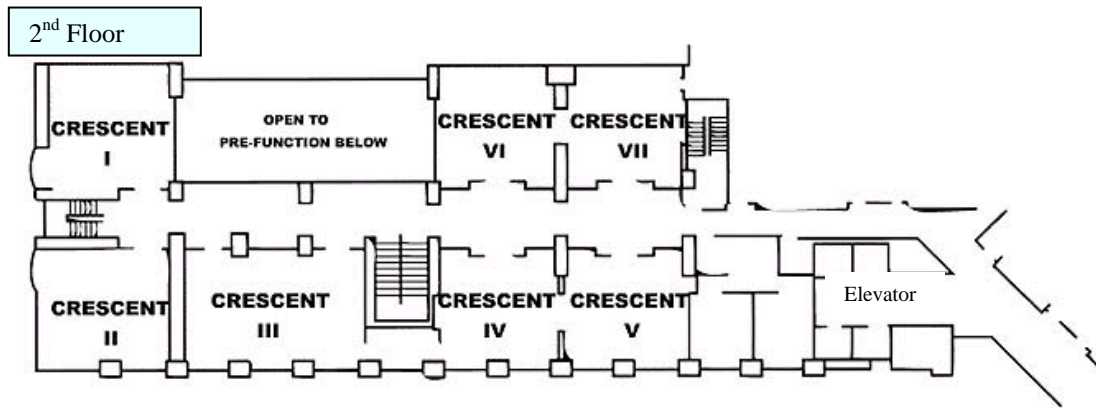 2nd Floor
CRESCENT
I
OPEN TO
PRE-FUNCTION BELOW
CRESCENT
VI
CRESCENT
VII
CRESCENT
II
CRESCENT
III
CRESCENT
IV
CRESCENT
V
Elevator